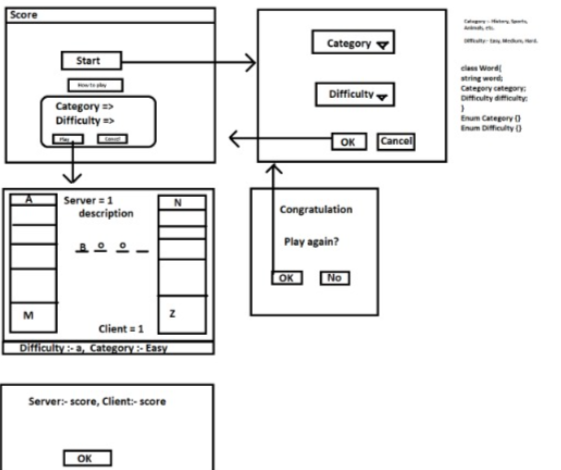 Score
Start
How to play
Category =>
Difficulty =>
Play
Cancel
Category
Difficulty
OK
Cancel
Category :- History, Sports,
Animals, etc.
Difficulty:- Easy, Medium, Hard.
class Word{
string word;
Category category;
Difficulty difficulty;
}
Enum Category {}
Enum Difficulty {}
A
Server = 1
description
N
B o o _
M
Z
Client = 1
Difficulty :- a, Category :- Easy
Congratulation
Play again?
OK
No
Server:- score, Client:- score
OK